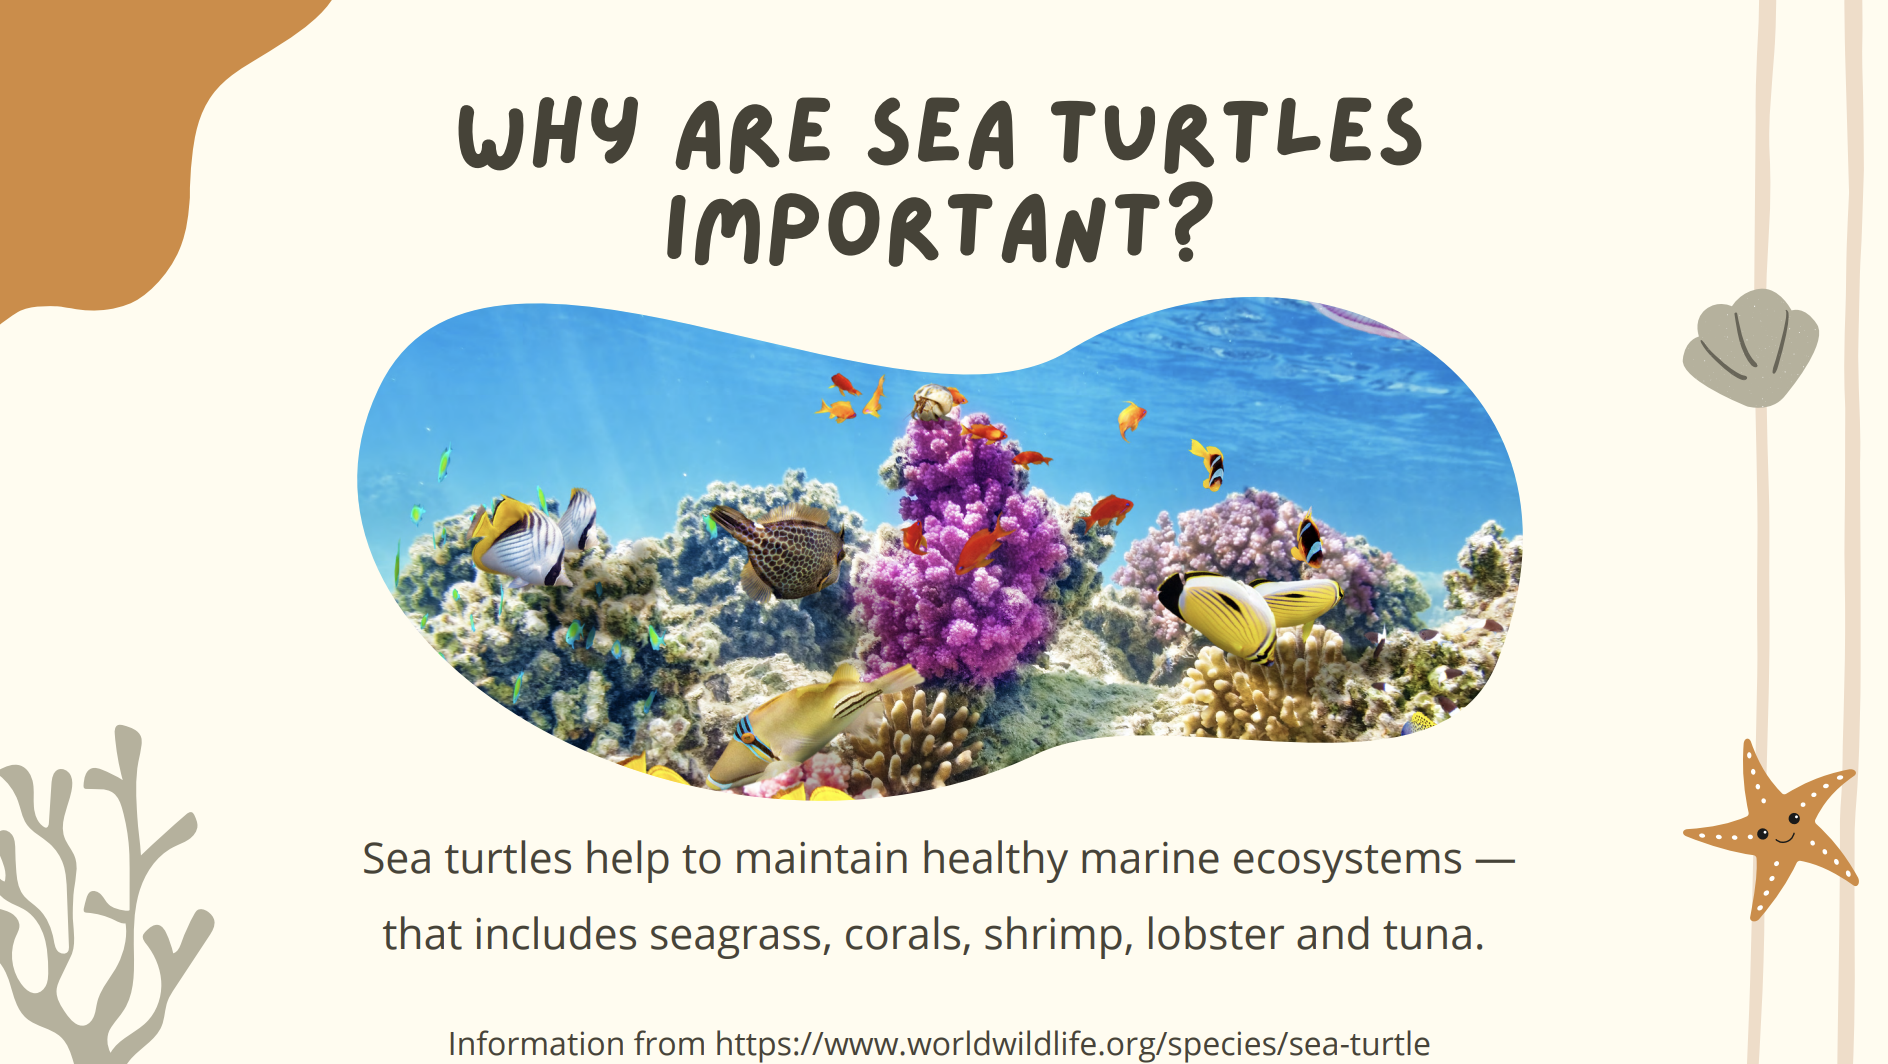 WHY ARE SEA TURTLES
IMPORTANT?
Sea turtles help to maintain healthy marine ecosystems —
that includes seagrass, corals, shrimp, lobster and tuna.
Information from https://www.worldwildlife.org/species/sea-turtle